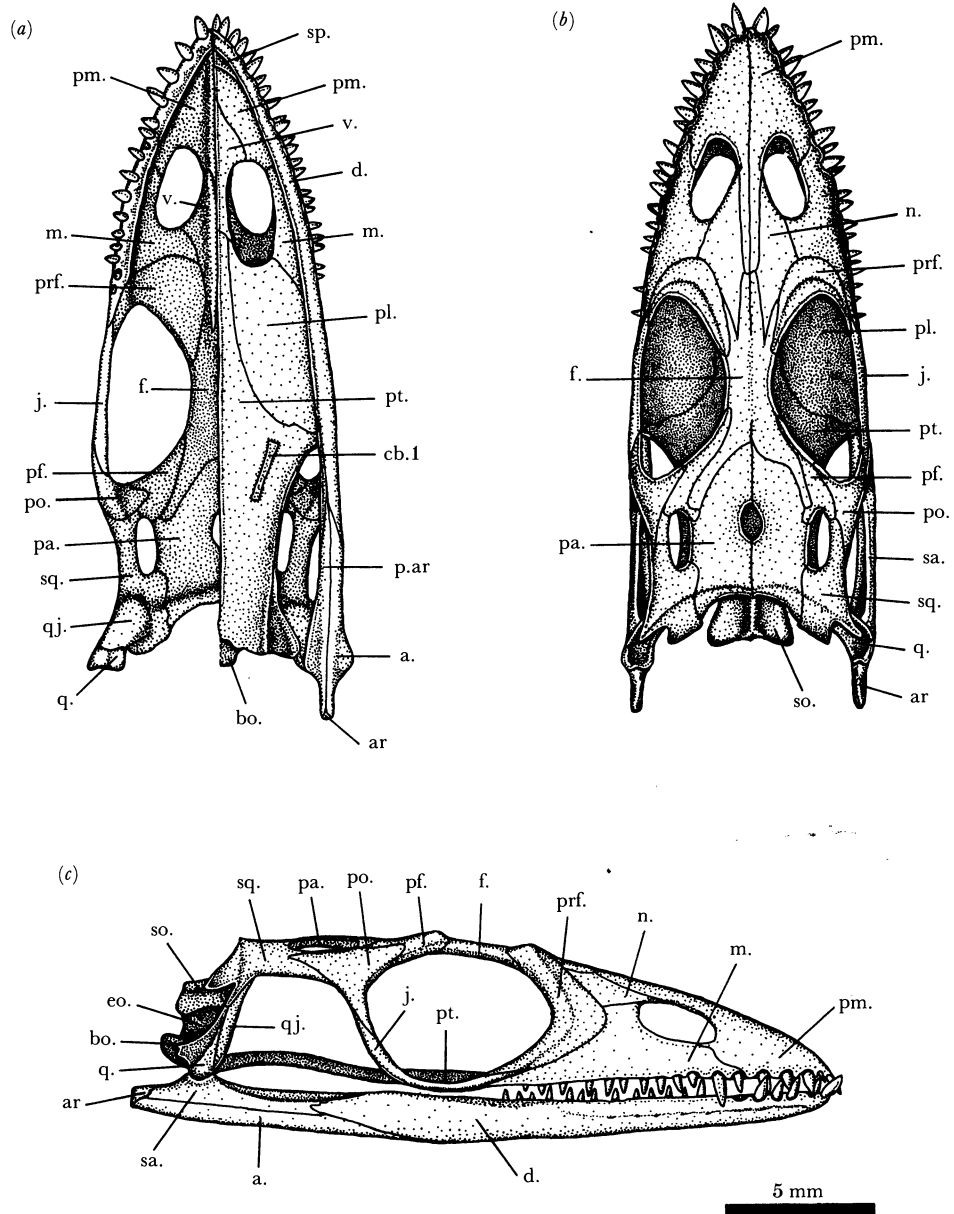 (a)
sp.
pm.
pm.
v.
d.
v.
m.
m.
prf.
pl.
f.
pt.
j.
cb.1
pf.
po.
pa.
p.ar
sq.
qj.
a.
q.
bo.
ar
(b)
pm.
n.
prf.
pl.
f.
j.
pt.
pf.
po.
pa.
sa.
sq.
q.
so.
ar
(c)
sq.
pa.
po.
pf.
f.
prf.
n.
so.
m.
eo.
qj.
j.
pt.
pm.
bo.
q.
ar
sa.
a.
d.
5 mm